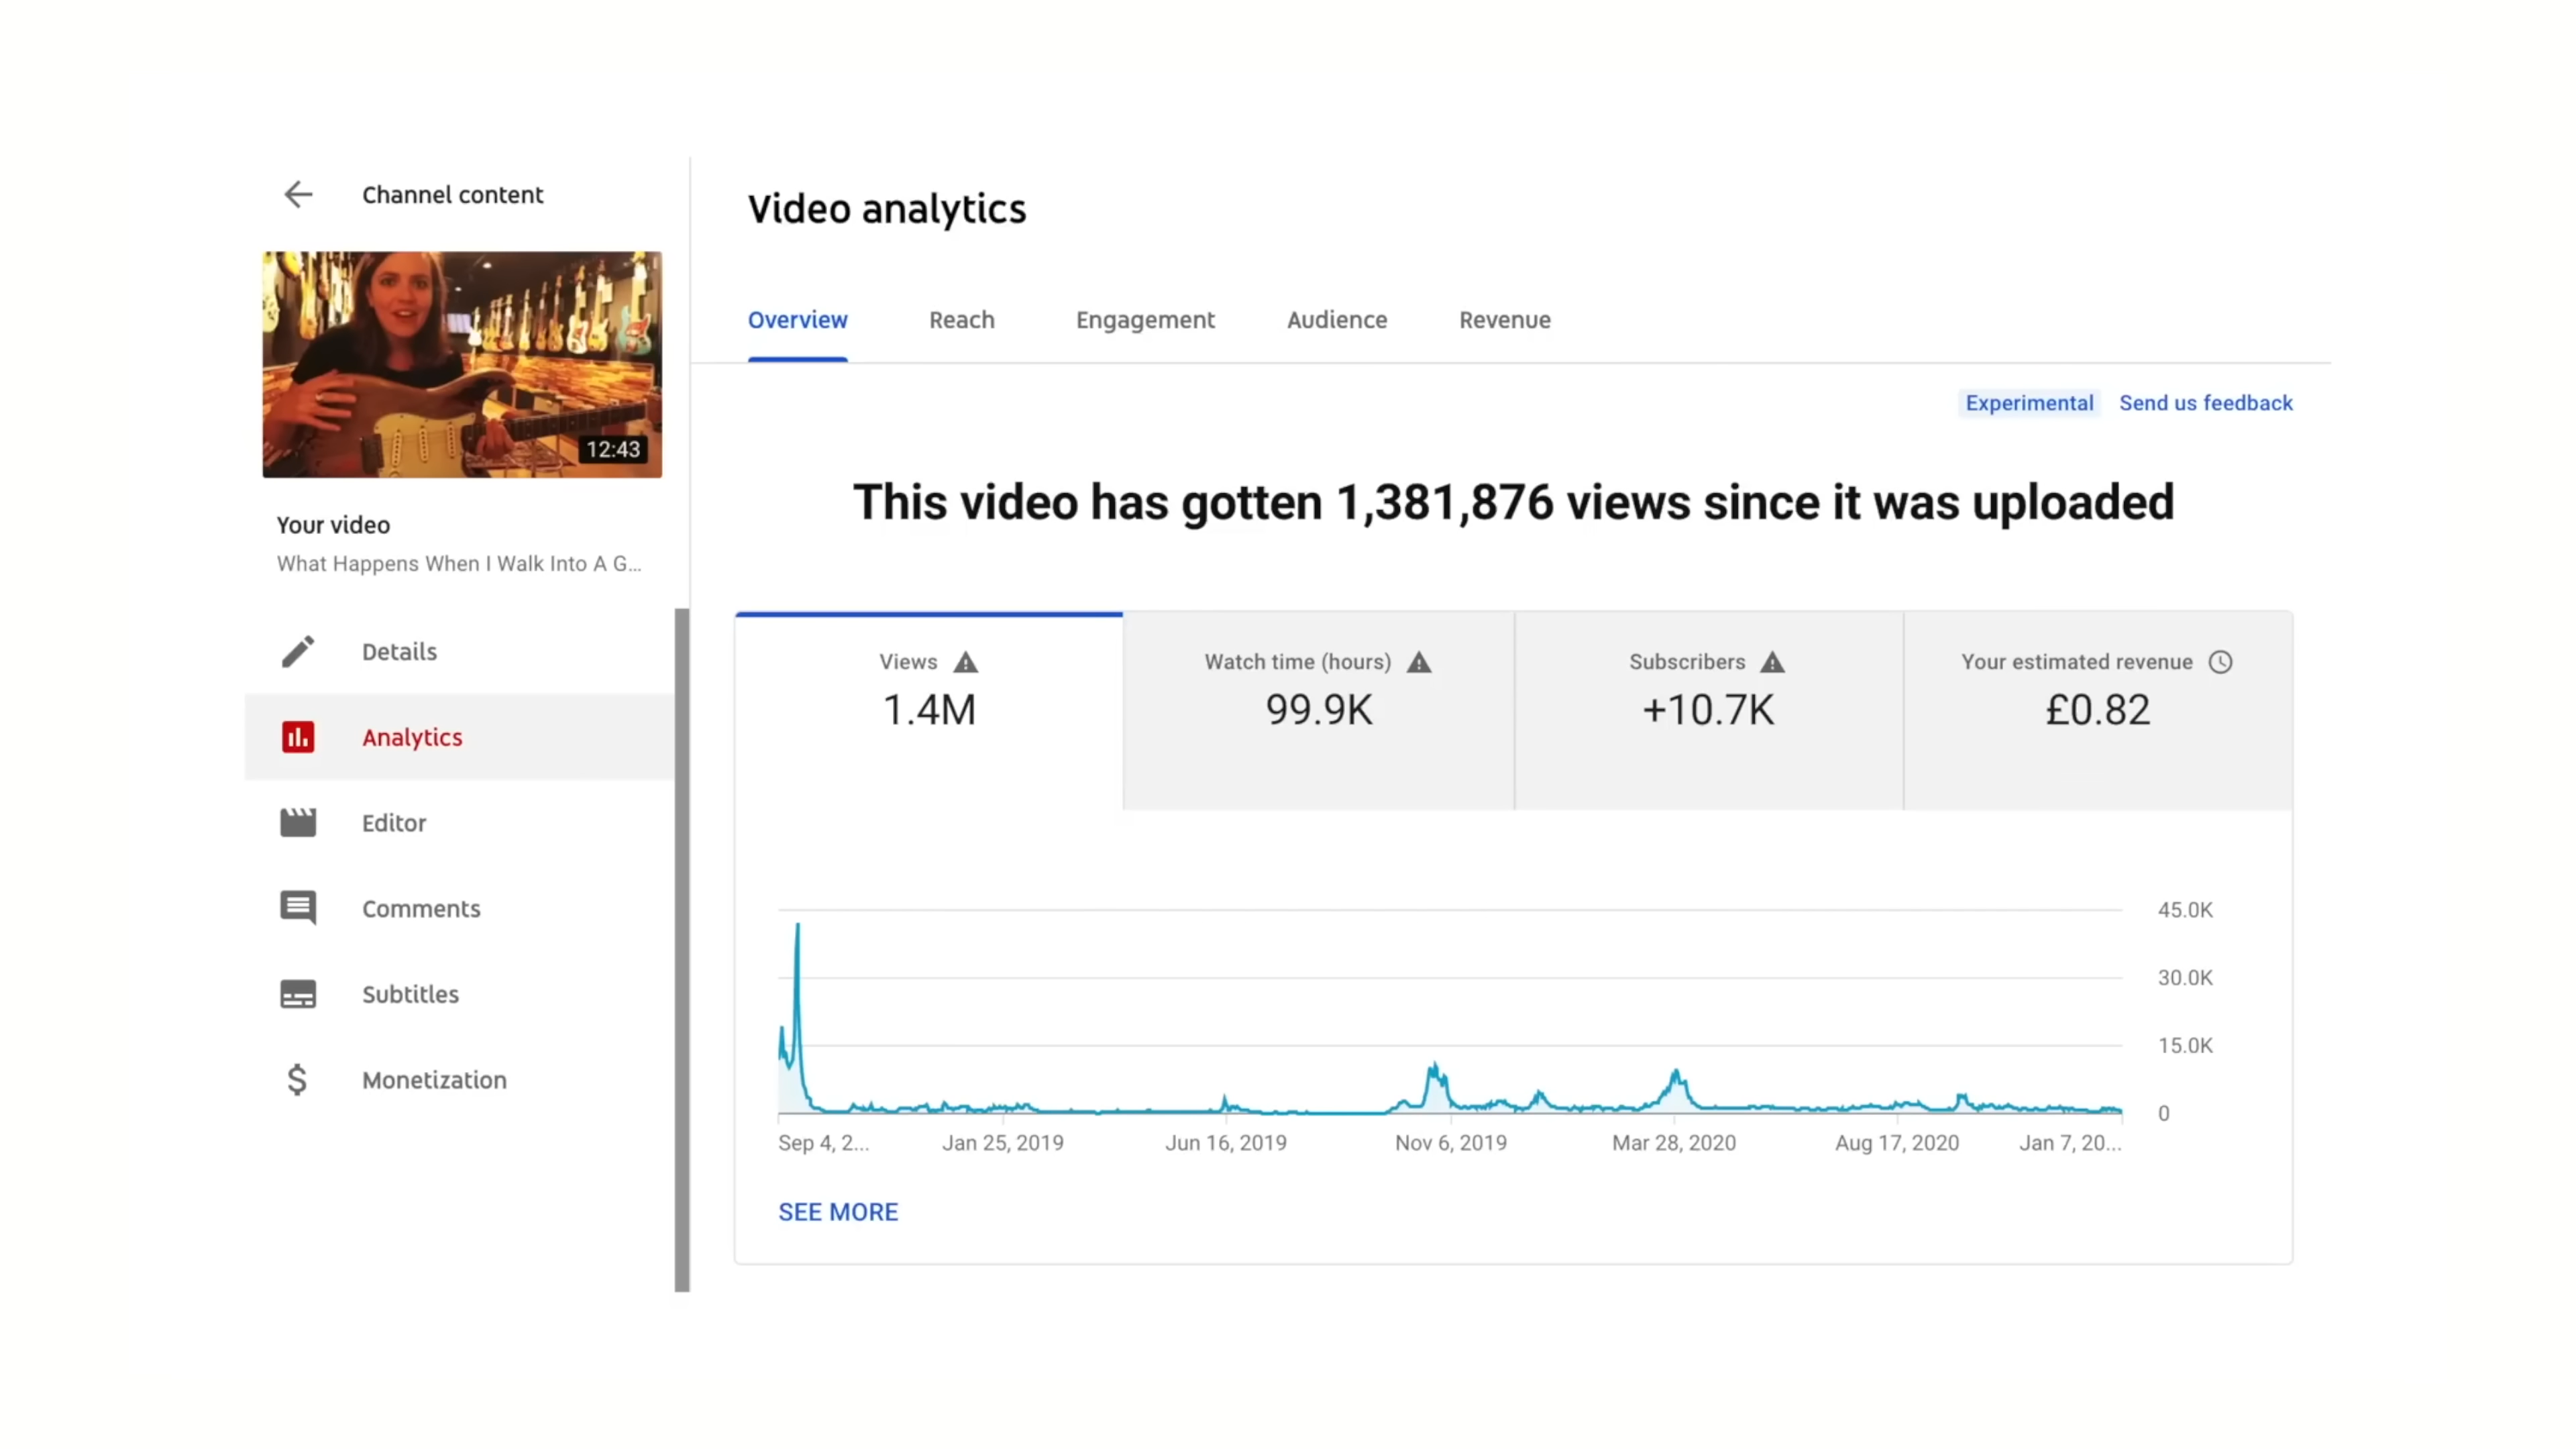 Channel content
12:43
Your video
What Happens When I Walk Into A G...
Details
Analytics
Editor
Comments
Subtitles
Monetization
Video analytics
Overview Reach Engagement Audience Revenue
Experimental Send us feedback
This video has gotten 1,381,876 views since it was uploaded
Views Watch time (hours) Subscribers Your estimated revenue
1.4M 99.9K +10.7K £0.82
45.0K
30.0K
15.0K
0
Sep 4, 2... Jan 25, 2019 Jun 16, 2019 Nov 6, 2019 Mar 28, 2020 Aug 17, 2020 Jan 7, 20...
SEE MORE